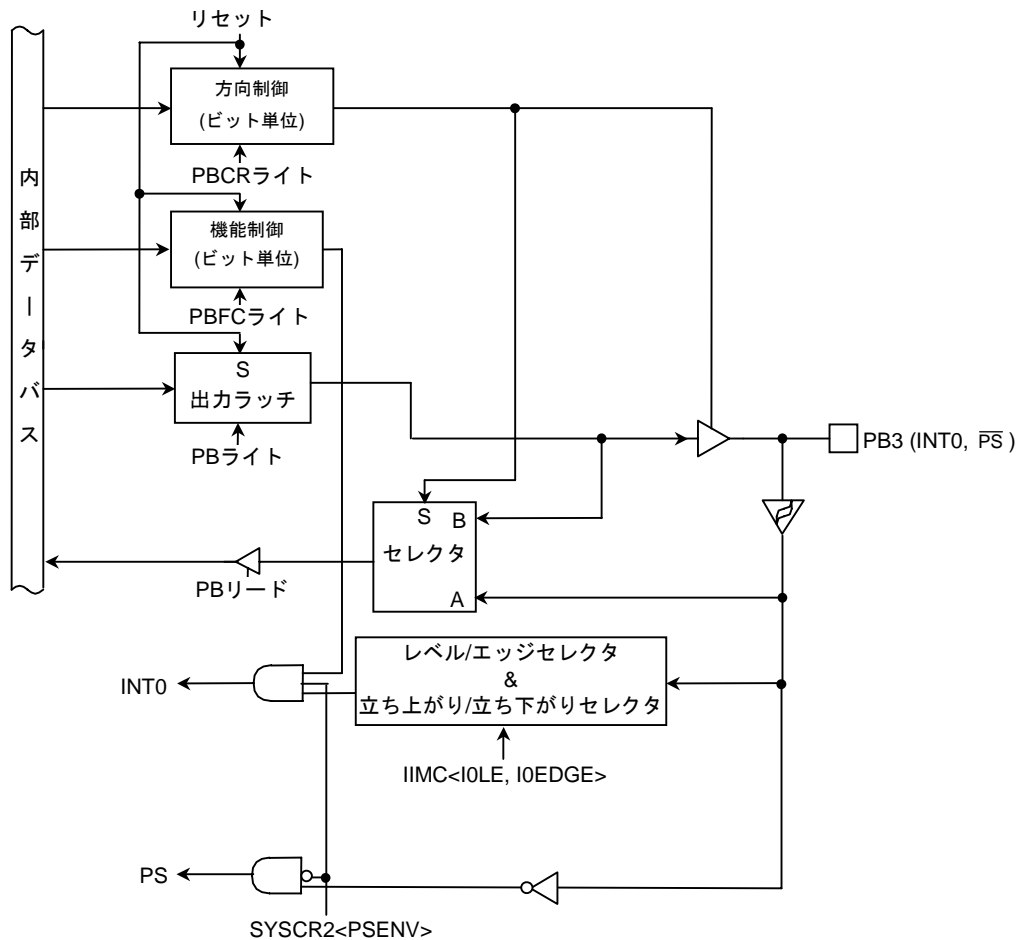 リセット
方向制御
(ビット単位)
PBCRライト
内部データバス
機能制御
(ビット単位)
PBFCライト
S
出力ラッチ
PBライト
PB3 (INT0, PS)
S
B
セレクタ
A
PBリード
レベル/エッジセレクタ
&
立ち上がり/立ち下がりセレクタ
INT0
IIMC<I0LE, I0EDGE>
PS
SYSCR2<PSENV>